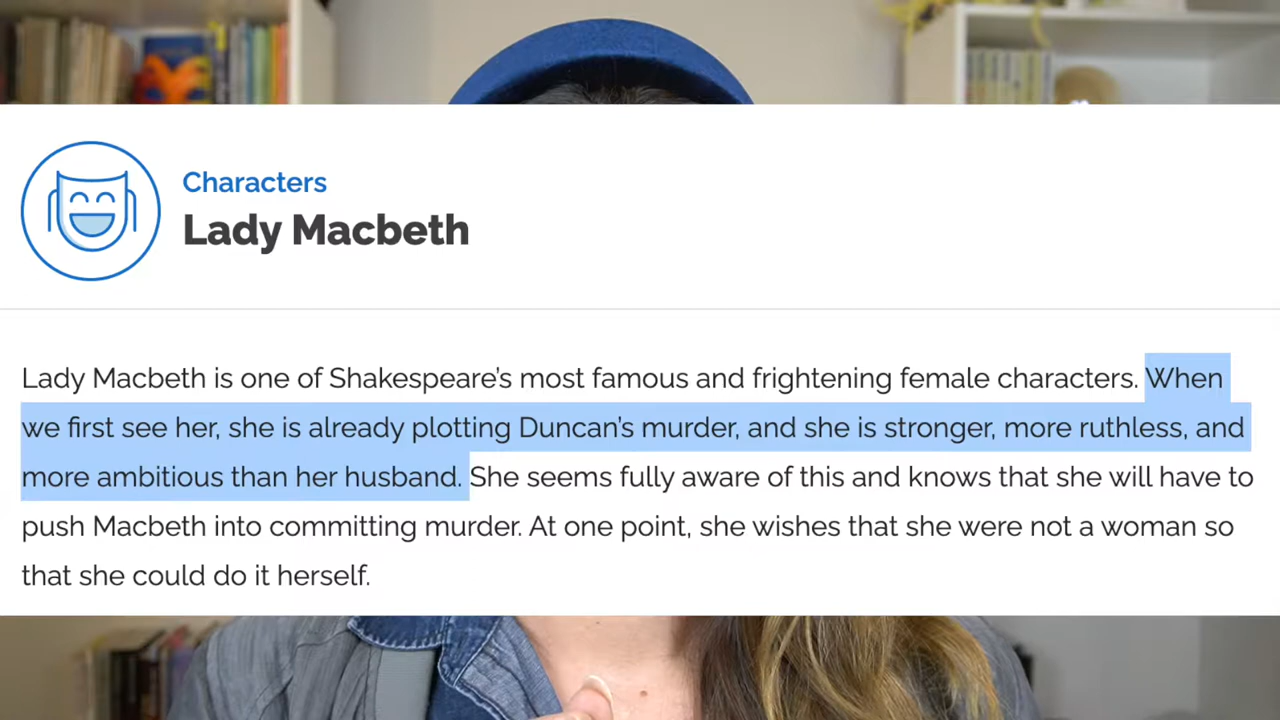 Characters
Lady Macbeth
Lady Macbeth is one of Shakespeare’s most famous and frightening female characters. When
we first see her, she is already plotting Duncan’s murder, and she is stronger, more ruthless, and
more ambitious than her husband. She seems fully aware of this and knows that she will have to
push Macbeth into committing murder. At one point, she wishes that she were not a woman so
that she could do it herself.